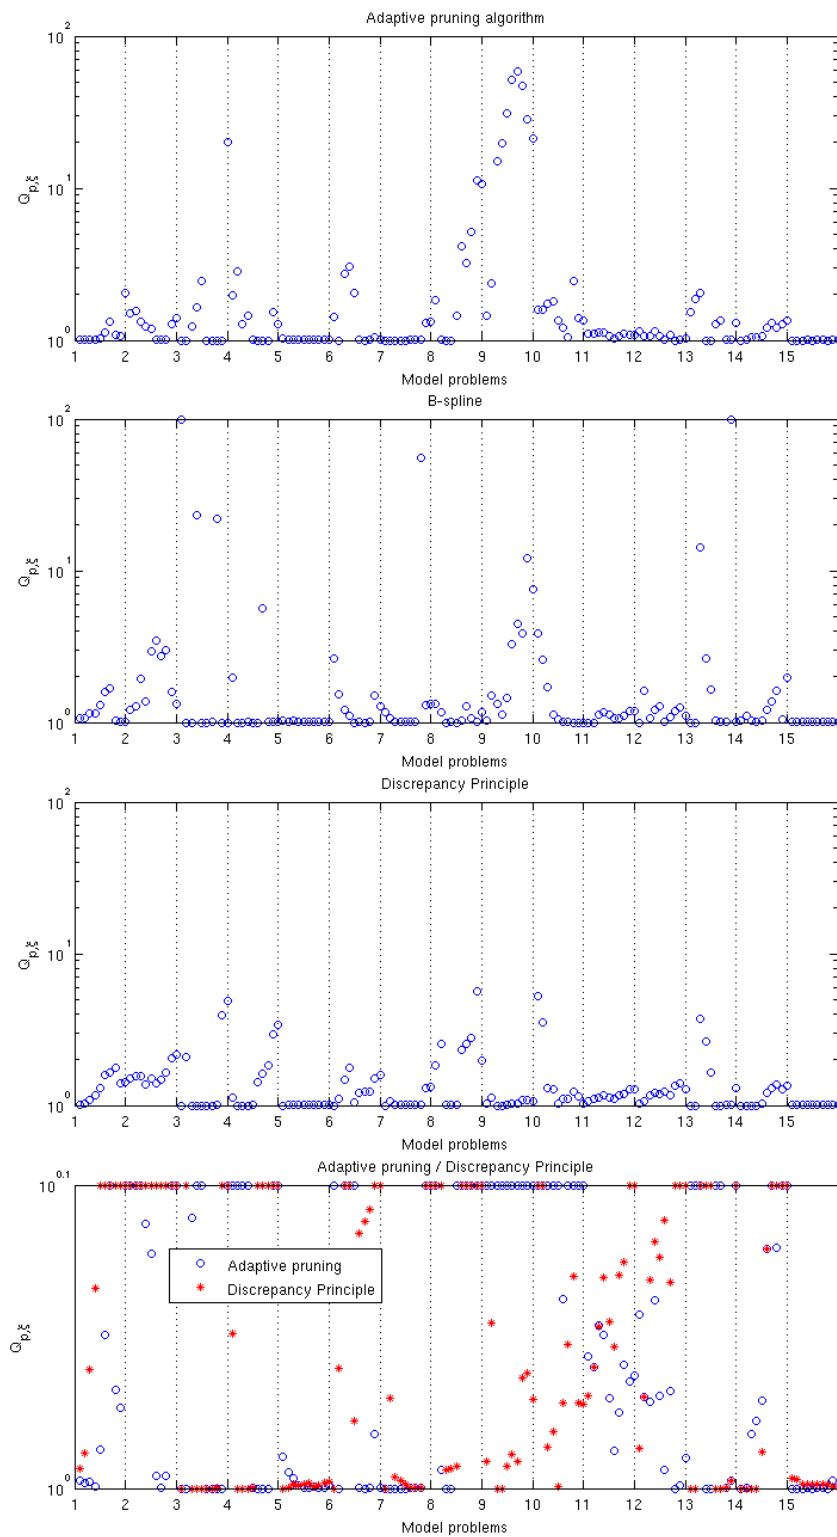 Adaptive pruning algorithm
10^2
10^1
10^0
Q_{p,ξ}
1 2 3 4 5 6 7 8 9 10 11 12 13 14 15
Model problems
B-spline
10^2
10^1
10^0
Q_{p,ξ}
1 2 3 4 5 6 7 8 9 10 11 12 13 14 15
Model problems
Discrepancy Principle
10^2
10^1
10^0
Q_{p,ξ}
1 2 3 4 5 6 7 8 9 10 11 12 13 14 15
Model problems
Adaptive pruning / Discrepancy Principle
10^0.1
Adaptive pruning
Discrepancy Principle
Q_{p,ξ}
10^0
1 2 3 4 5 6 7 8 9 10 11 12 13 14 15
Model problems